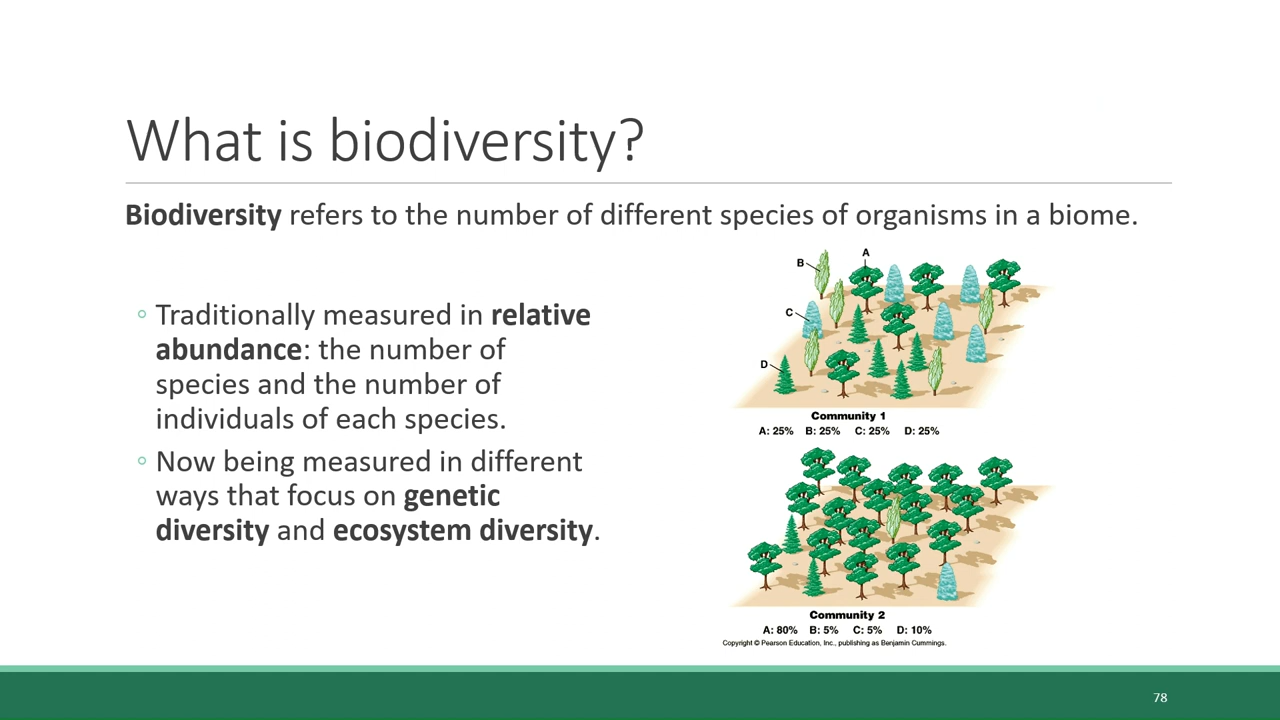 What is biodiversity?
Biodiversity refers to the number of different species of organisms in a biome.
◦ Traditionally measured in relative
abundance: the number of
species and the number of
individuals of each species.
◦ Now being measured in different
ways that focus on genetic
diversity and ecosystem diversity.
A
B
C
D
Community 1
A: 25% B: 25% C: 25% D: 25%
Community 2
A: 80% B: 5% C: 5% D: 10%
Copyright © Pearson Education, Inc., publishing as Benjamin Cummings.
78